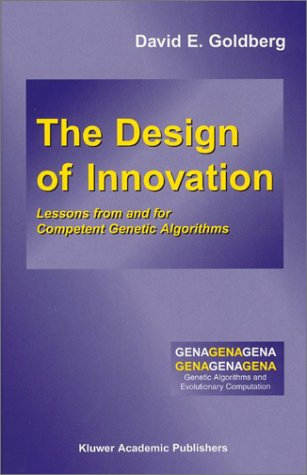 David E. Goldberg
The Design
of Innovation
Lessons from and for
Competent Genetic Algorithms
GENAGENAGENA
GENAGENAGENA
Genetic Algorithms and
Evolutionary Computation
Kluwer Academic Publishers